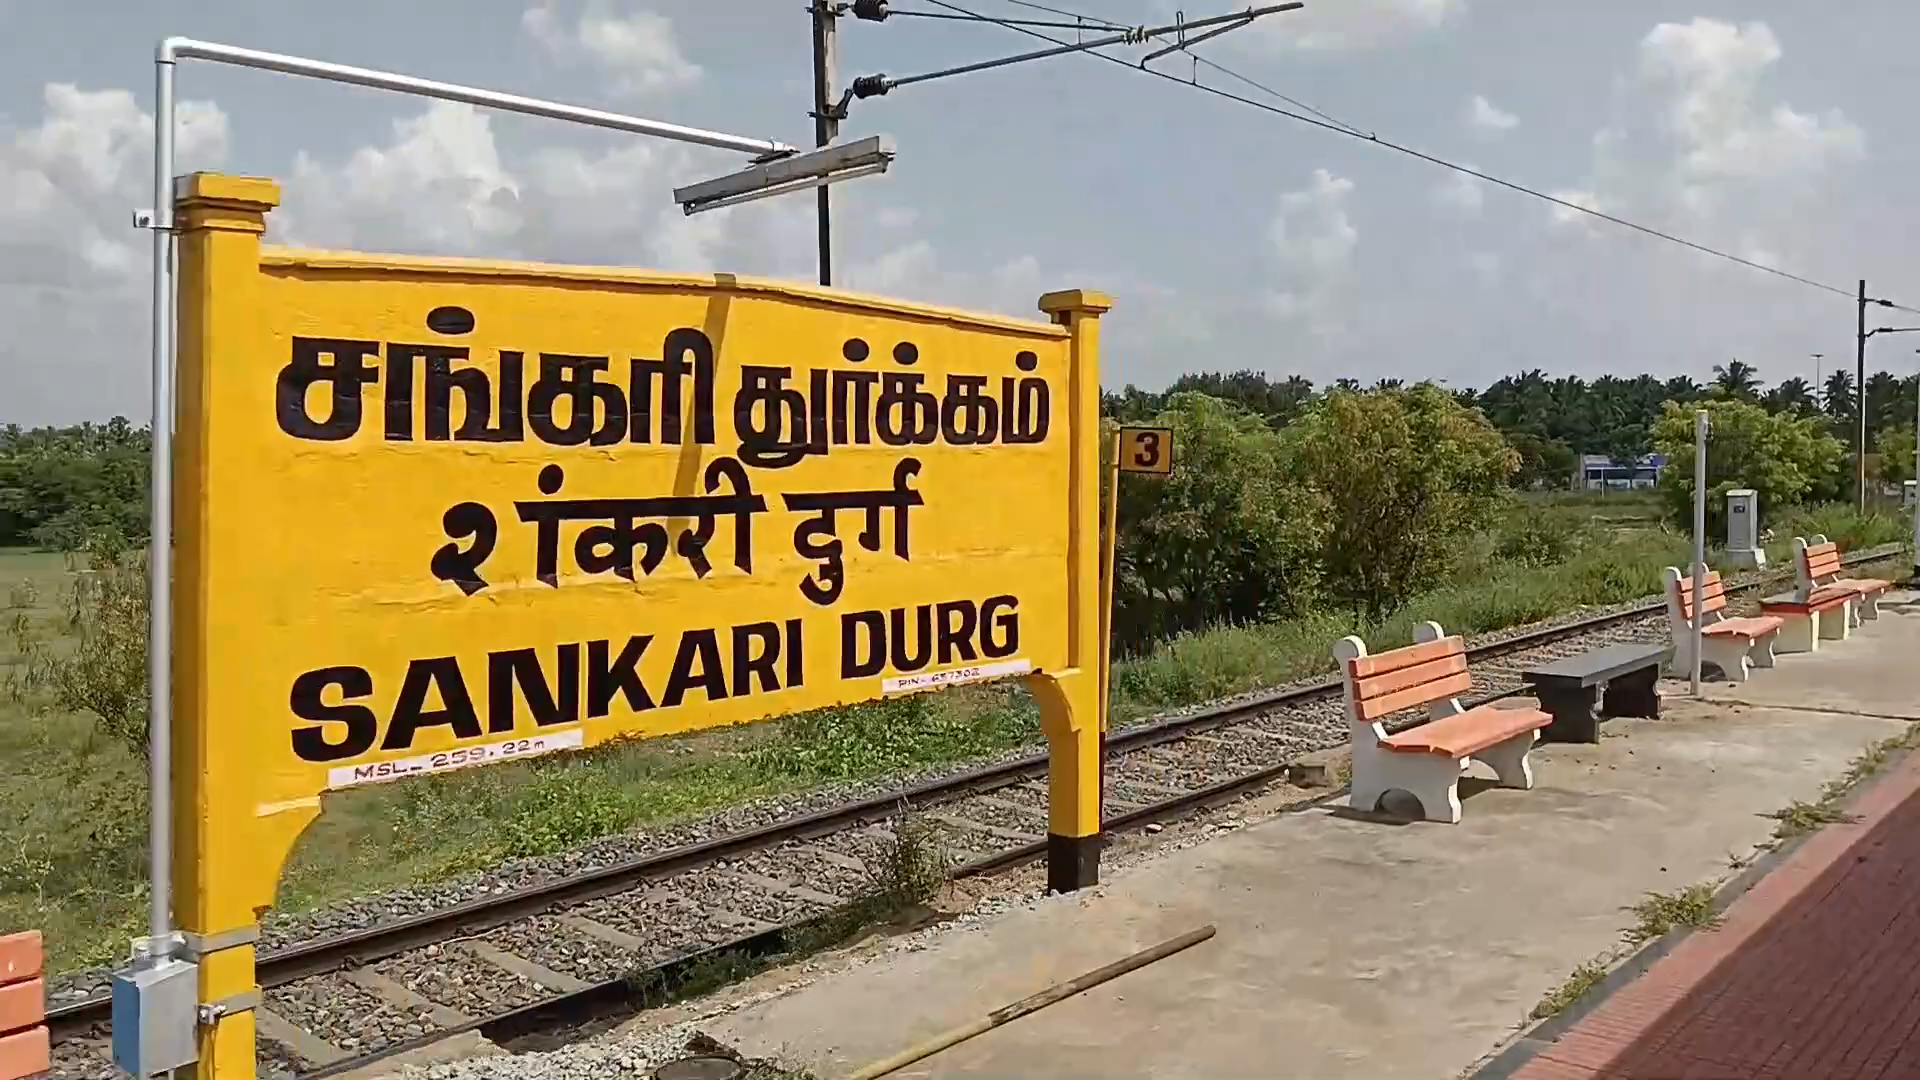 சங்கரி துர்க்கம்
शंकरी दुर्ग
SANKARI DURG
PIN- 637302
MSL- 259.22m
3